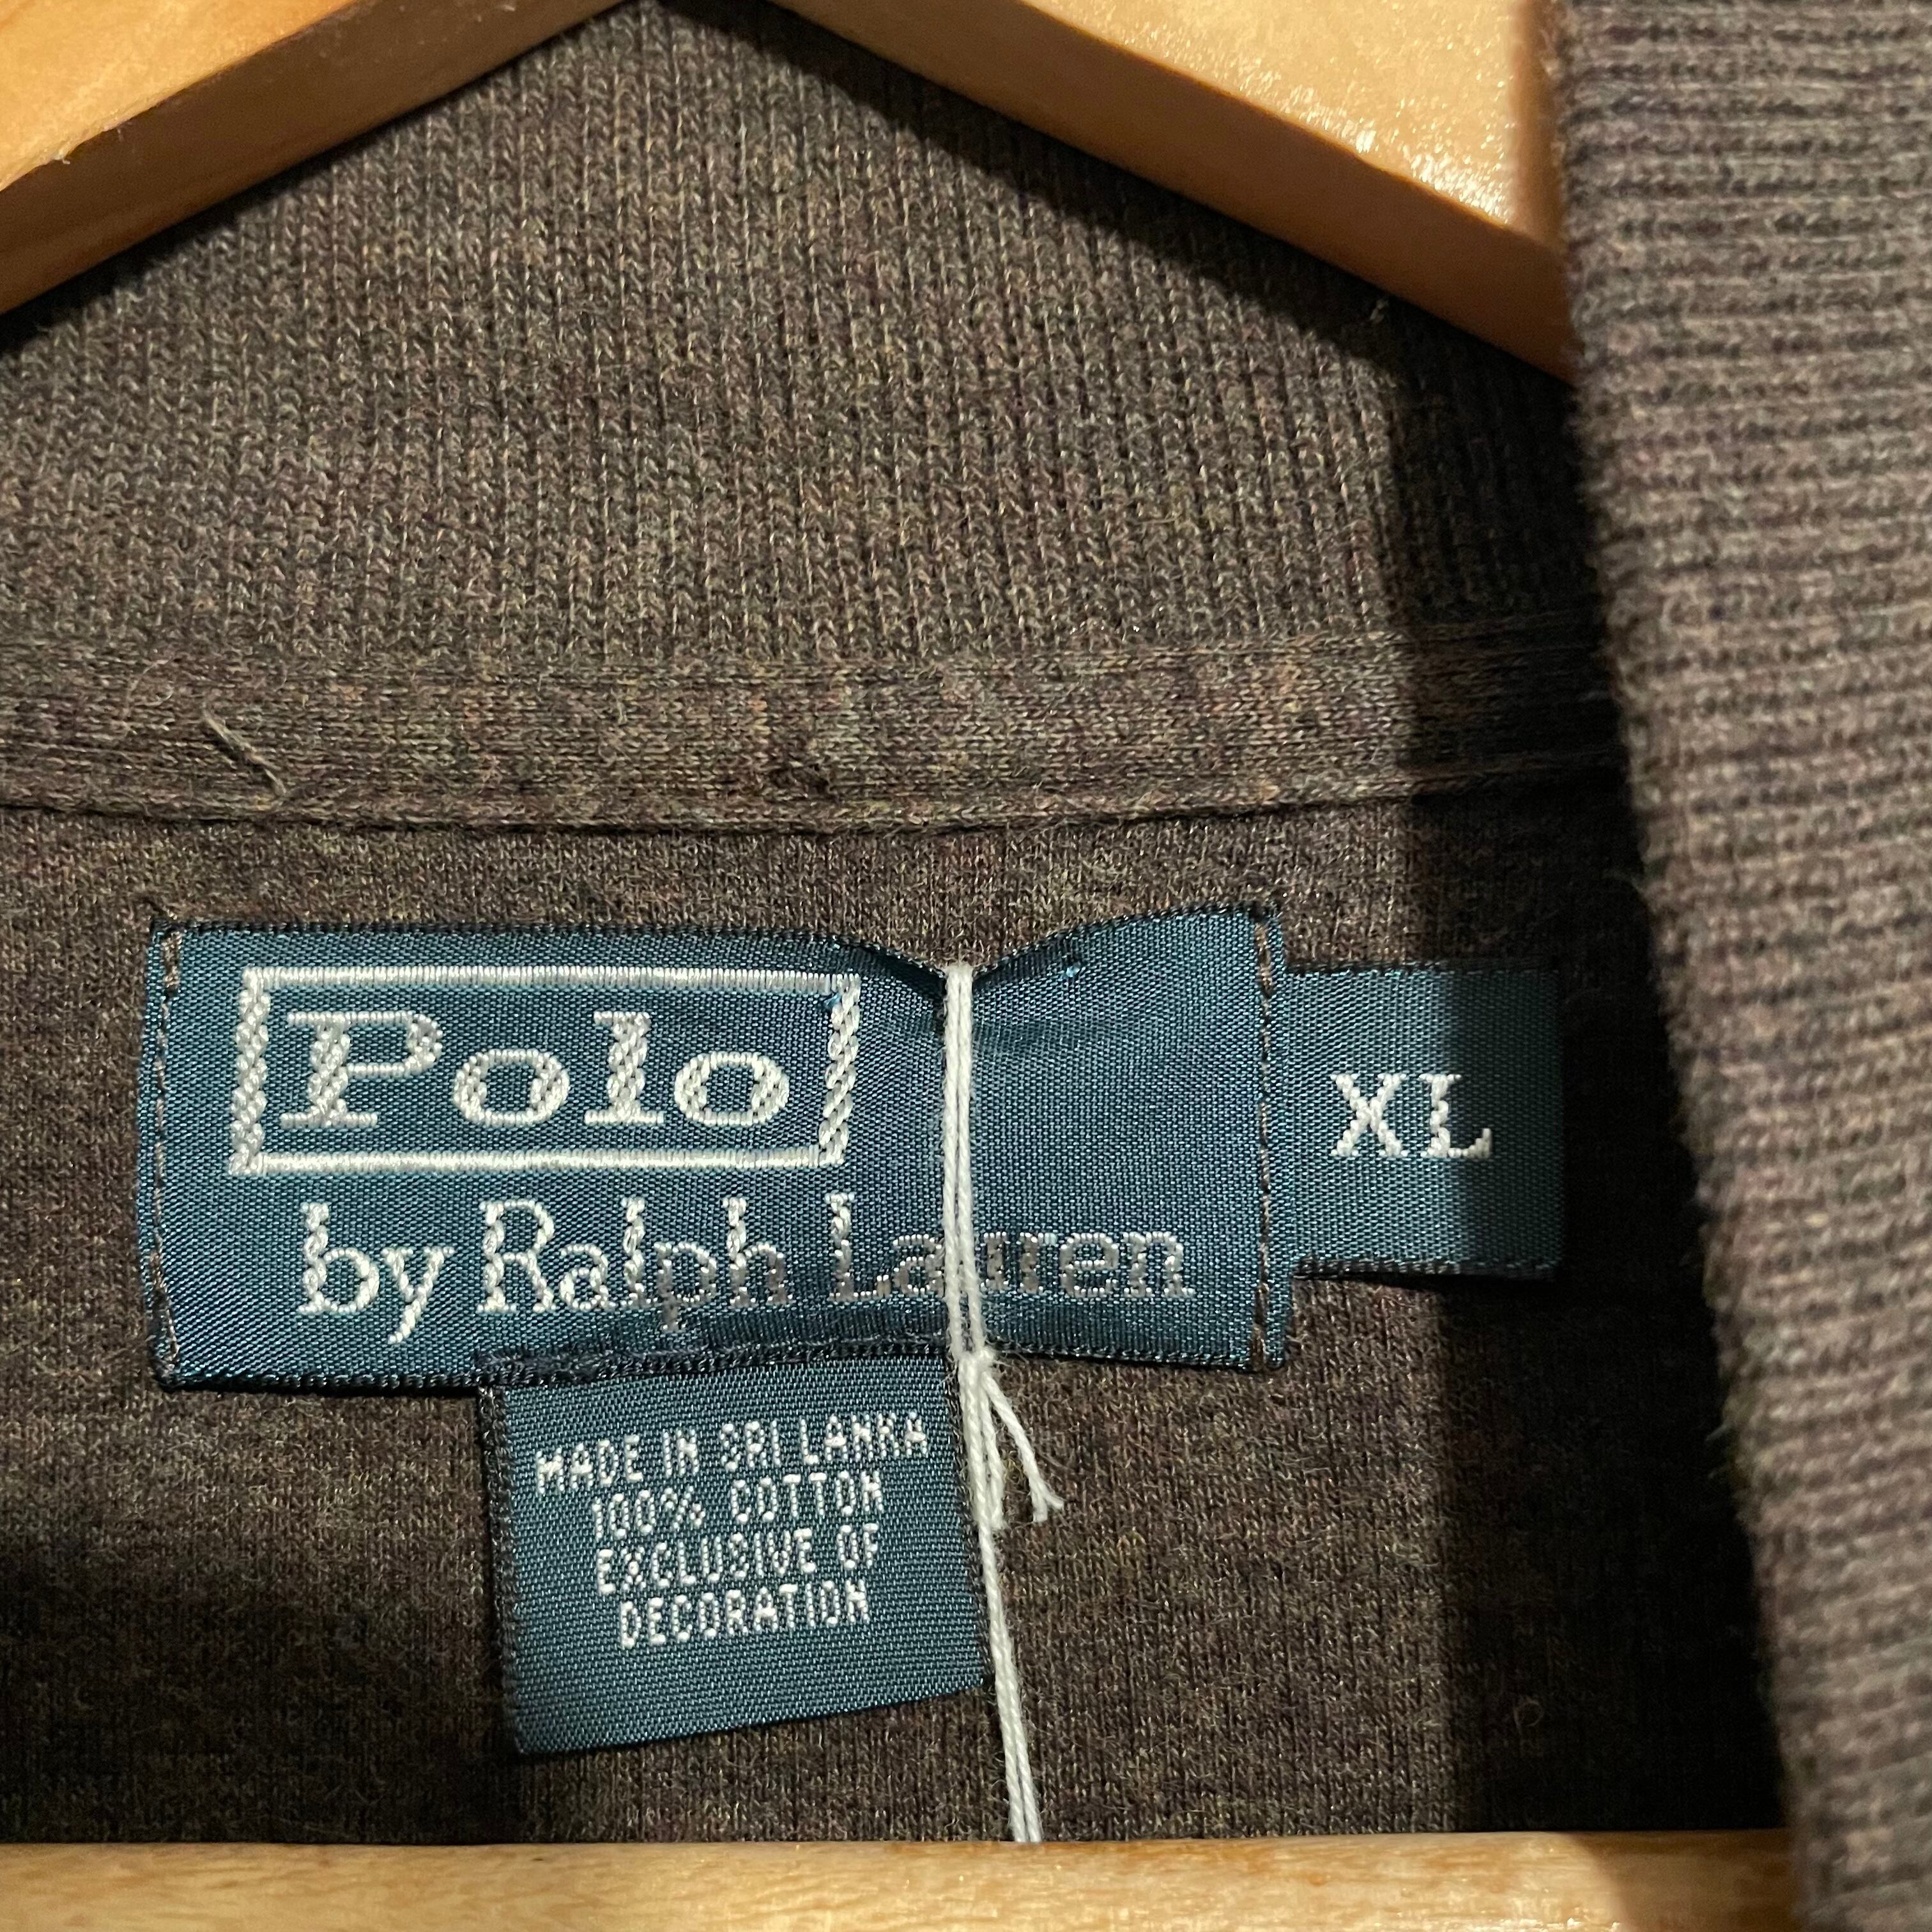 Polo
by Ralph Lauren
XL
MADE IN SRI LANKA
100% COTTON
EXCLUSIVE OF
DECORATION